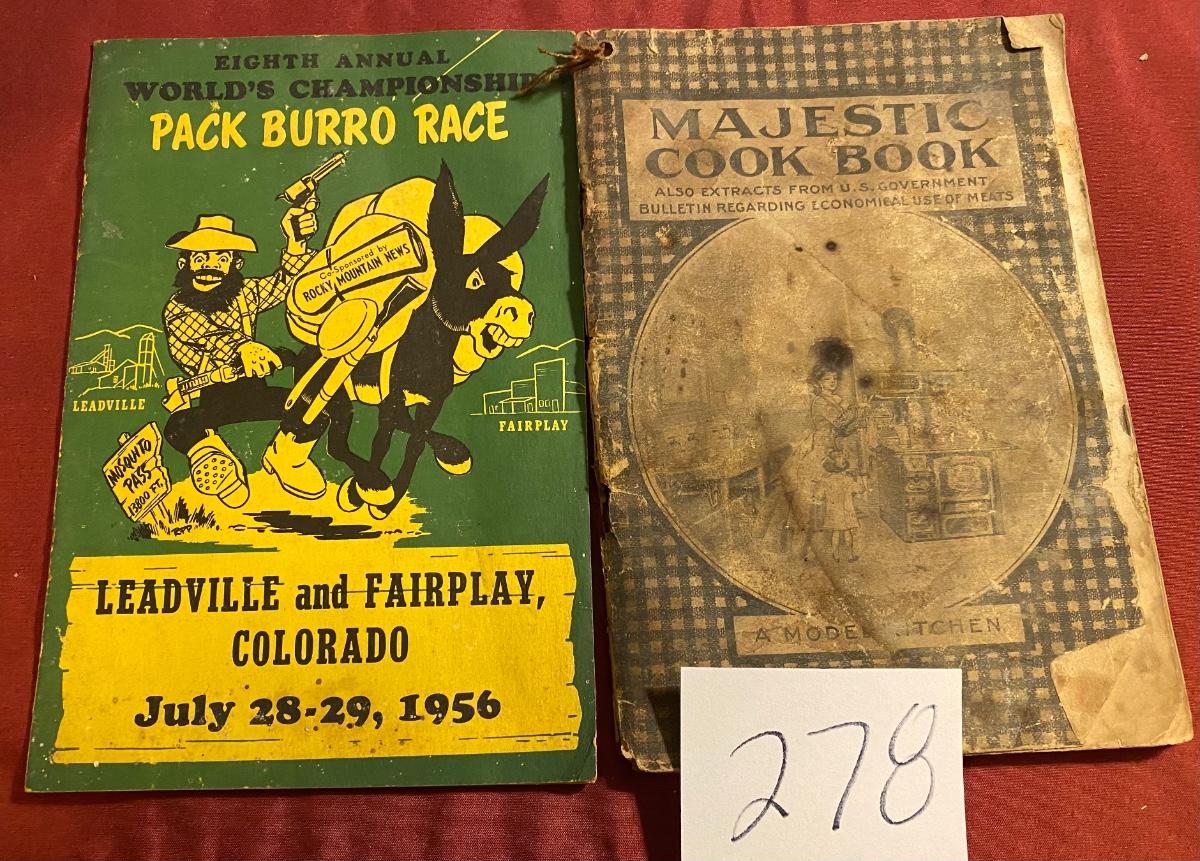 EIGHTH ANNUAL
WORLD'S CHAMPIONSHIP
PACK BURRO RACE
Co-Sponsored by
ROCKY MOUNTAIN NEWS
LEADVILLE
FAIRPLAY
MOSQUITO
PASS
13800 FT.
RPP
LEADVILLE and FAIRPLAY,
COLORADO
July 28-29, 1956
MAJESTIC
COOK BOOK
ALSO EXTRACTS FROM U.S. GOVERNMENT
BULLETIN REGARDING ECONOMICAL USE OF MEATS
A MODEL KITCHEN
278